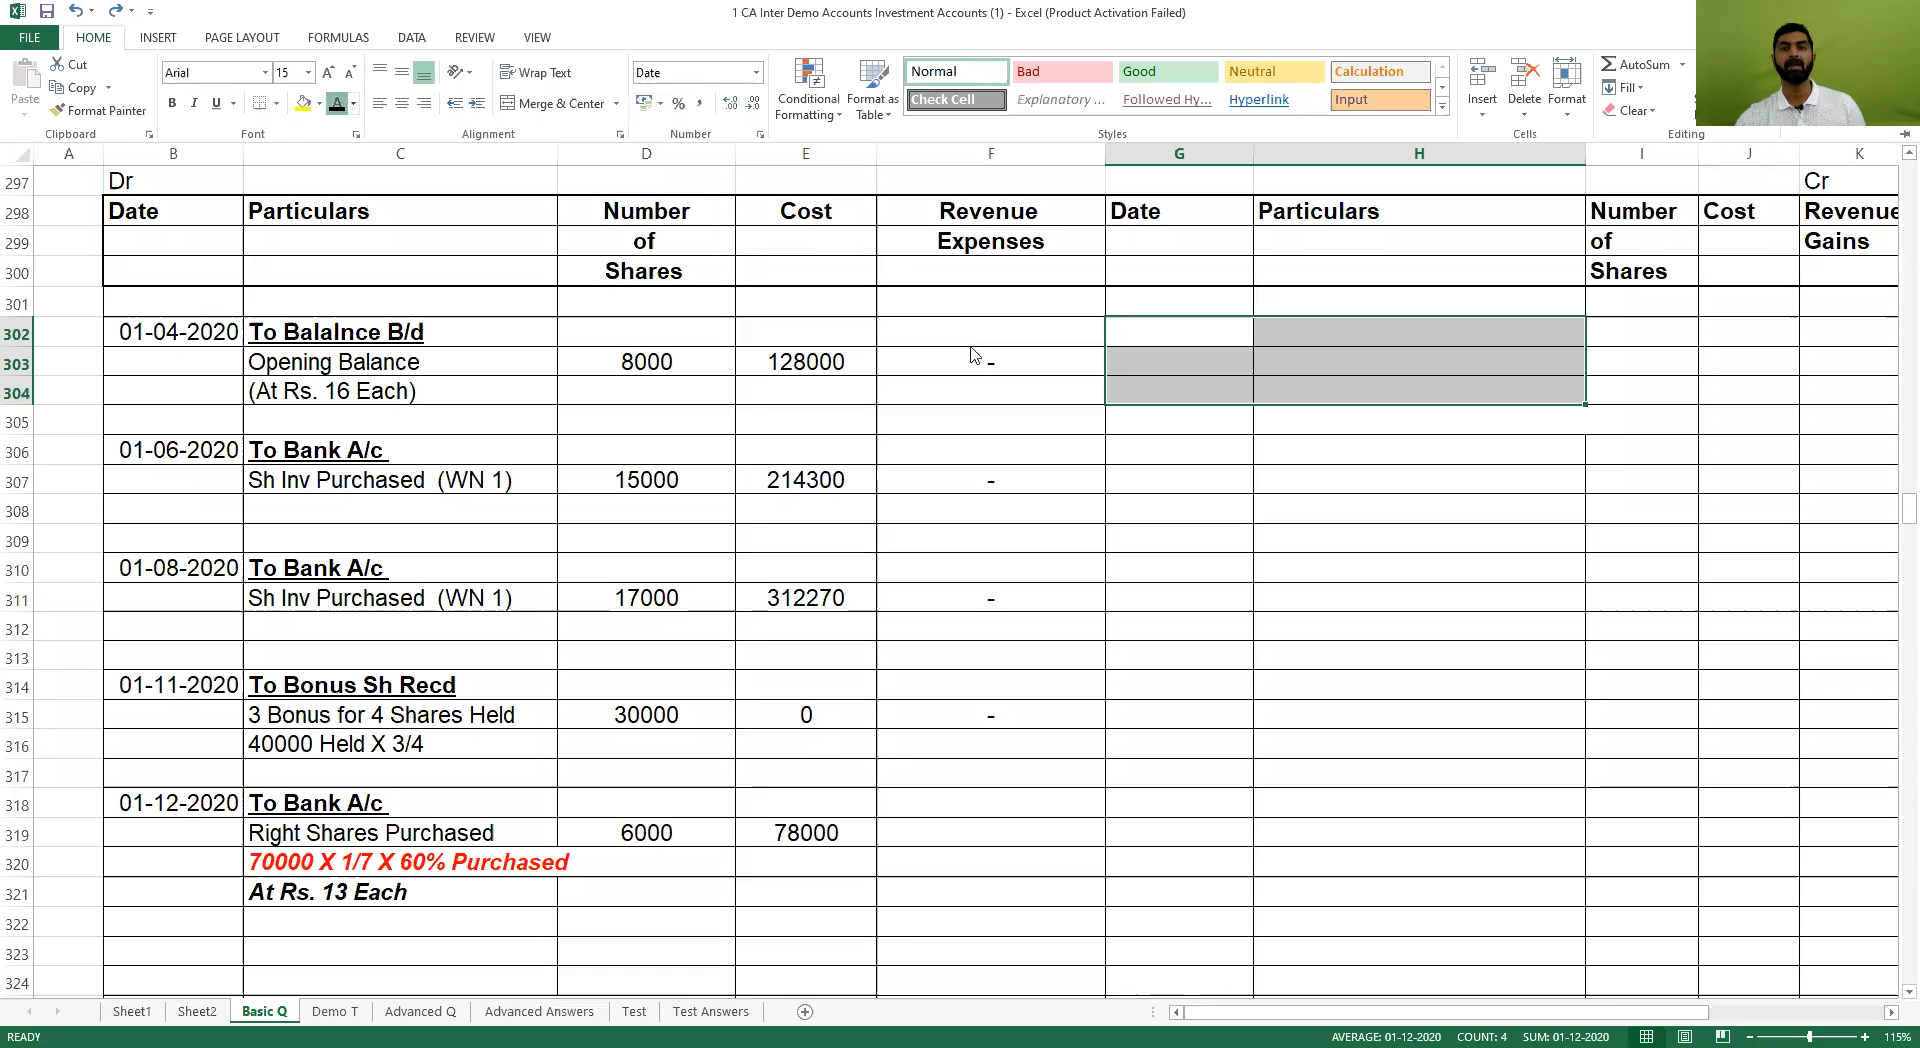 1 CA Inter Demo Accounts Investment Accounts (1) - Excel (Product Activation Failed)
FILE HOME INSERT PAGE LAYOUT FORMULAS DATA REVIEW VIEW
Cut
Copy
Format Painter
Paste
Clipboard
Arial 15
B I U
Font
Wrap Text
Merge & Center
Alignment
Date
Number
Conditional Formatting
Format as Table
Normal Bad Good Neutral Calculation
Check Cell Explanatory ... Followed Hy... Hyperlink Input
Styles
Insert Delete Format
Cells
AutoSum
Fill
Clear
Editing
A B C D E F G H I J K
297 Dr Cr
298 Date Particulars Number Cost Revenue Date Particulars Number Cost Revenue
299 of Expenses of Gains
300 Shares Shares
301
302 01-04-2020 To Balalnce B/d
303 Opening Balance 8000 128000 -
304 (At Rs. 16 Each)
305
306 01-06-2020 To Bank A/c
307 Sh Inv Purchased (WN 1) 15000 214300 -
308
309
310 01-08-2020 To Bank A/c
311 Sh Inv Purchased (WN 1) 17000 312270 -
312
313
314 01-11-2020 To Bonus Sh Recd
315 3 Bonus for 4 Shares Held 30000 0 -
316 40000 Held X 3/4
317
318 01-12-2020 To Bank A/c
319 Right Shares Purchased 6000 78000
320 70000 X 1/7 X 60% Purchased
321 At Rs. 13 Each
322
323
324
Sheet1 Sheet2 Basic Q Demo T Advanced Q Advanced Answers Test Test Answers
READY AVERAGE: 01-12-2020 COUNT: 4 SUM: 01-12-2020 115%